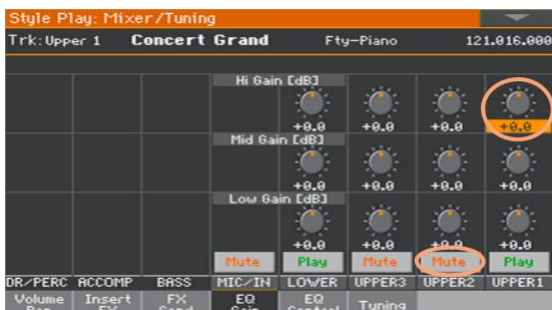 Style Play: Mixer/Tuning
Trk: Upper 1 Concert Grand Fty-Piano 121.016.000
Hi Gain [dB]
+0.0 +0.0 +0.0 +0.0
Mid Gain [dB]
+0.0 +0.0 +0.0 +0.0
Low Gain [dB]
+0.0 +0.0 +0.0 +0.0
Mute Play Mute Mute Play
DR/PERC ACCOMP BASS MIC/IN LOWER UPPER3 UPPER2 UPPER1
Volume Insert FX EQ EQ Tuning